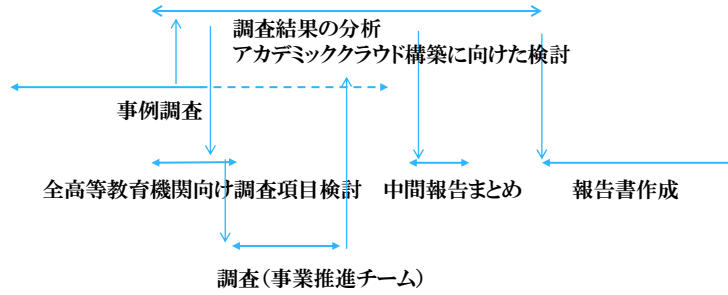 調査結果の分析
アカデミッククラウド構築に向けた検討
事例調査
全高等教育機関向け調査項目検討
中間報告まとめ
報告書作成
調査(事業推進チーム)